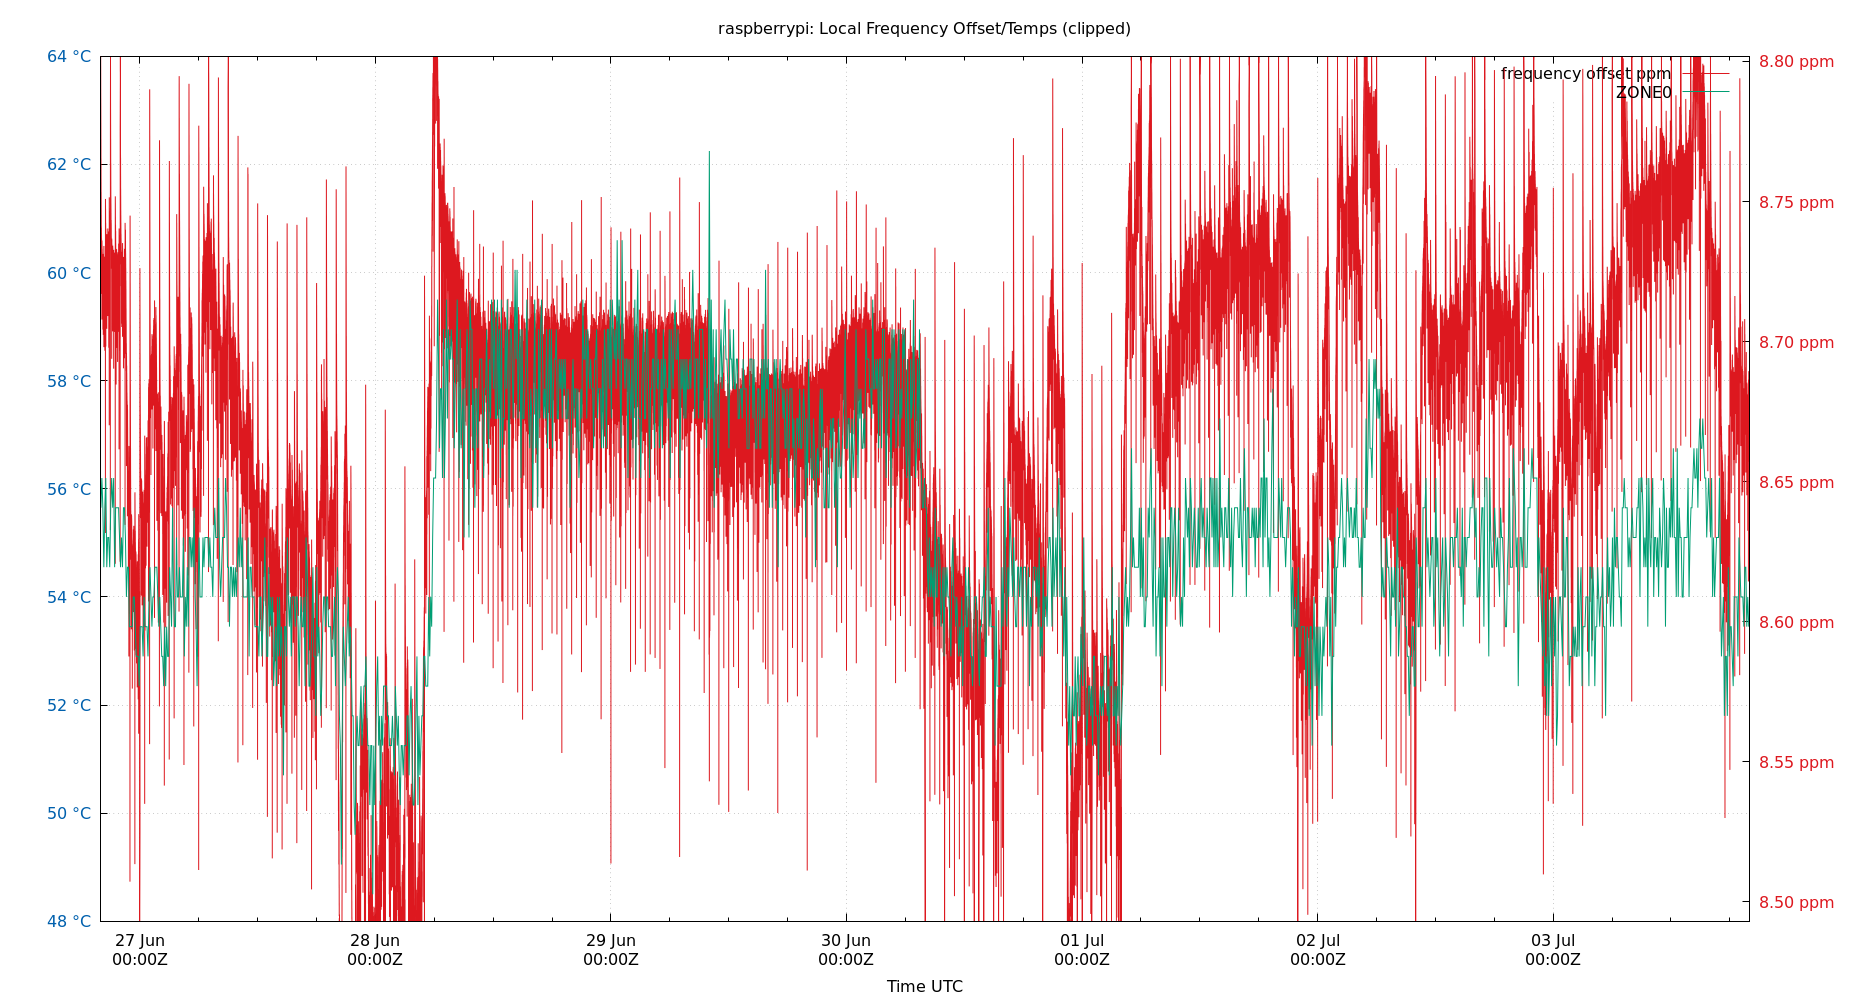 raspberrypi: Local Frequency Offset/Temps (clipped)
64 °C
62 °C
60 °C
58 °C
56 °C
54 °C
52 °C
50 °C
48 °C
8.80 ppm
8.75 ppm
8.70 ppm
8.65 ppm
8.60 ppm
8.55 ppm
8.50 ppm
frequency offset ppm
ZONE0
27 Jun
00:00Z
28 Jun
00:00Z
29 Jun
00:00Z
30 Jun
00:00Z
01 Jul
00:00Z
02 Jul
00:00Z
03 Jul
00:00Z
Time UTC